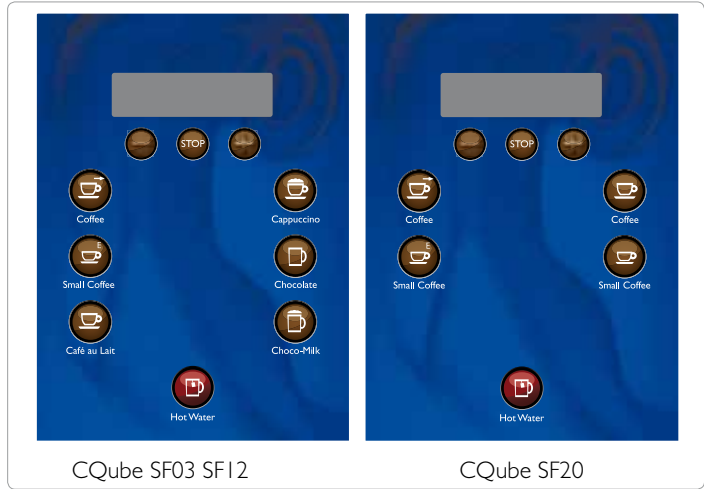 STOP
Coffee
Cappuccino
E
Small Coffee
Chocolate
Café au Lait
Choco-Milk
Hot Water
CQube SF03 SF12
STOP
Coffee
Coffee
E
Small Coffee
Small Coffee
Hot Water
CQube SF20